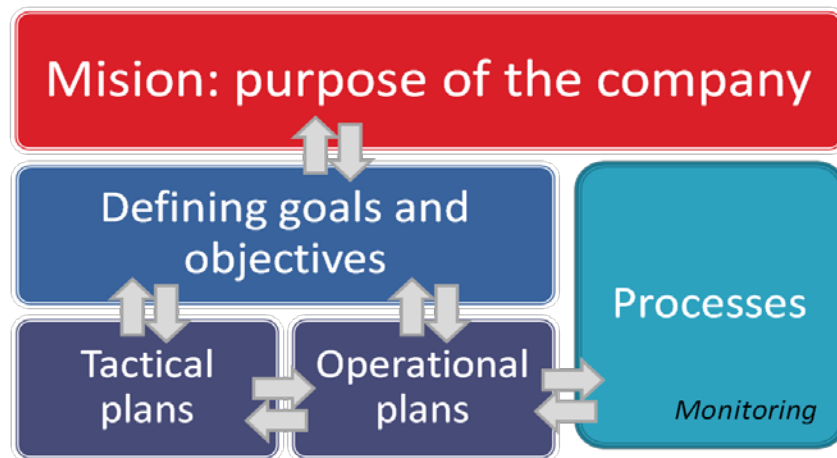 Mision: purpose of the company
Defining goals and
objectives
Processes
Tactical
plans
Operational
plans
Monitoring